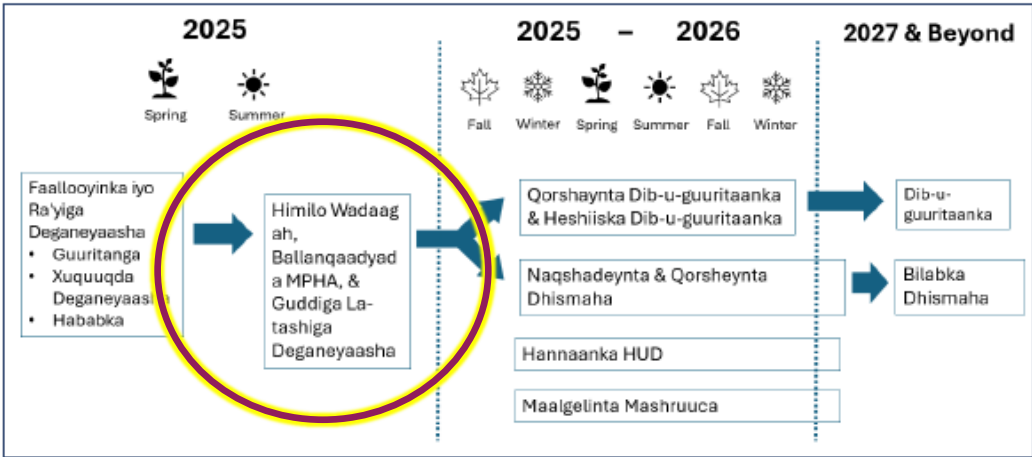 2025
2025 – 2026
2027 & Beyond
Spring
Summer
Fall
Winter
Spring
Summer
Fall
Winter
Faallooyinka iyo
Ra'yiga
Deganeyaasha
• Guuritanga
• Xuquuqda
Deganeyaasha
• Hababka
Himilo Wadaag
ah,
Ballanqaadyad
a MPHA, &
Guddiga La-
tashiga
Deganeyaasha
Qorshaynta Dib-u-guuritaanka
& Heshiiska Dib-u-guuritaanka
Dib-u-
guuritaanka
Naqshadeynta & Qorsheynta
Dhismaha
Bilabka
Dhismaha
Hannaanka HUD
Maalgelinta Mashruuca